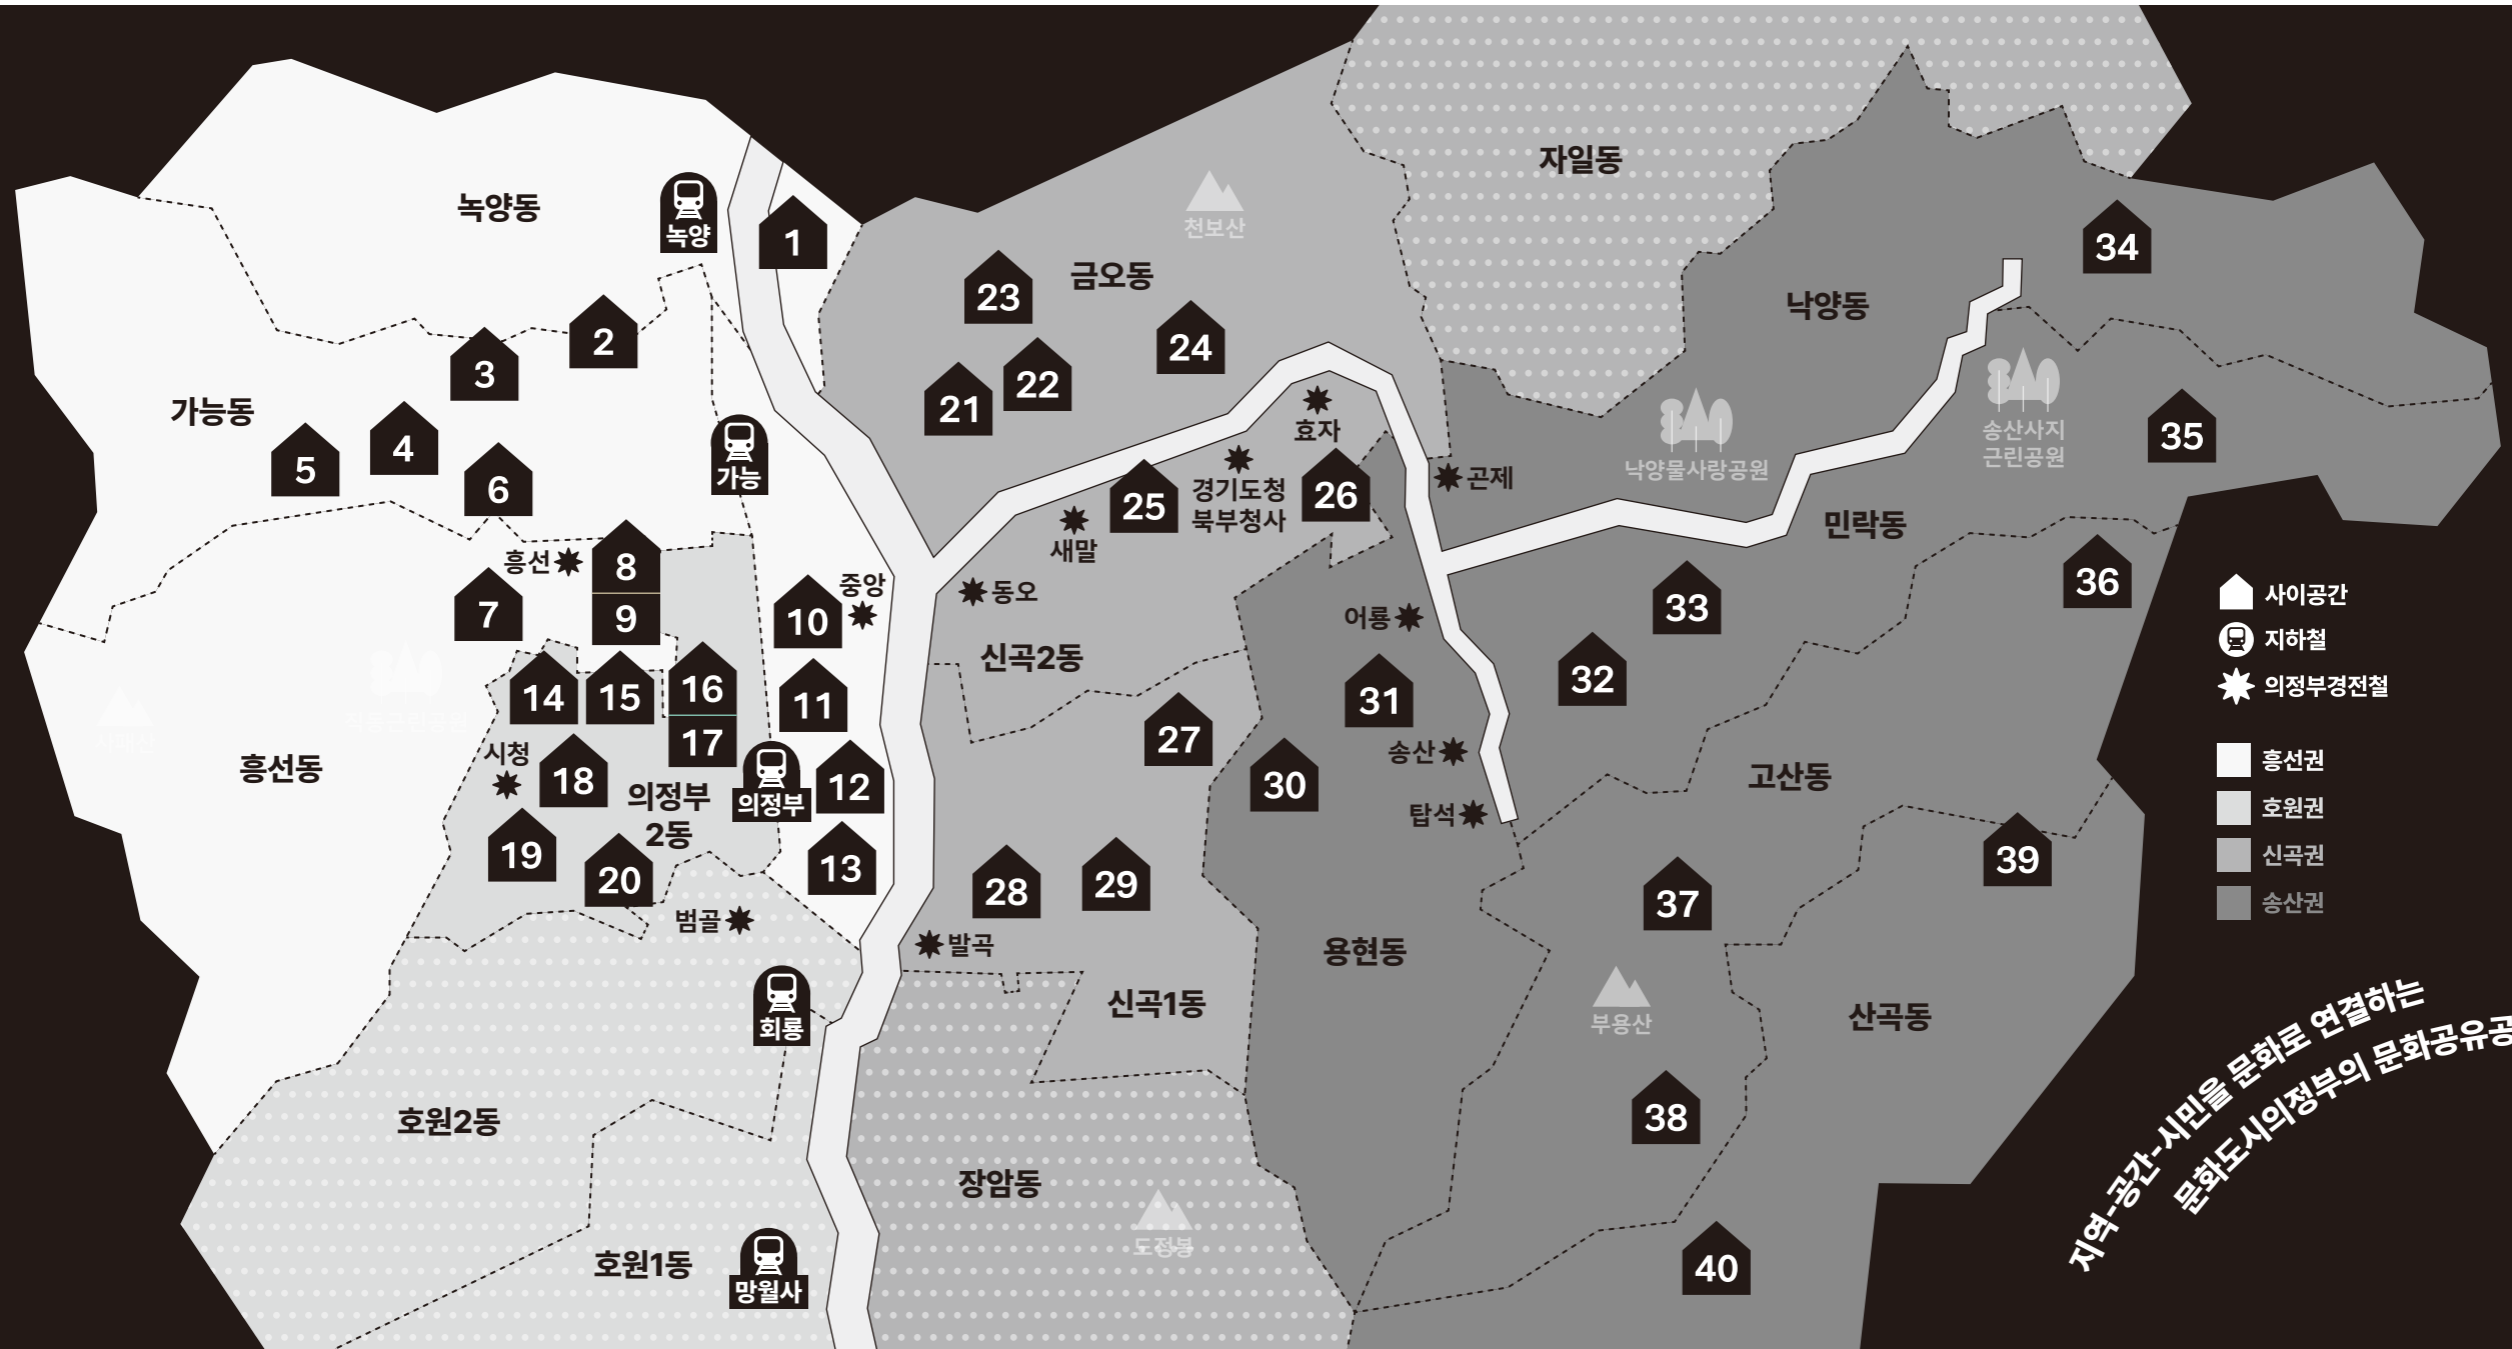 녹양동
녹양
1
천보산
자일동
34
금오동
23
24
낙양동
2
3
가능동
5
4
6
가능
21
22
효자
경기도청
북부청사
25
26
곤제
새말
동오
낙양물사랑공원
송산사지
근린공원
35
민락동
36
흥선
8
9
7
중앙
10
신곡2동
어룡
33
32
31
14
15
16
17
11
27
시청
18
의정부
2동
의정부
12
30
송산
탑석
고산동
흥선동
19
20
13
28
29
37
39
범골
발곡
용현동
회룡
신곡1동
부용산
산곡동
호원2동
38
장암동
도정봉
호원1동
망월사
40
사이공간
지하철
의정부경전철
흥선권
호원권
신곡권
송산권
지역-공간-시민을 문화로 연결하는
문화도시의정부의 문화공유공